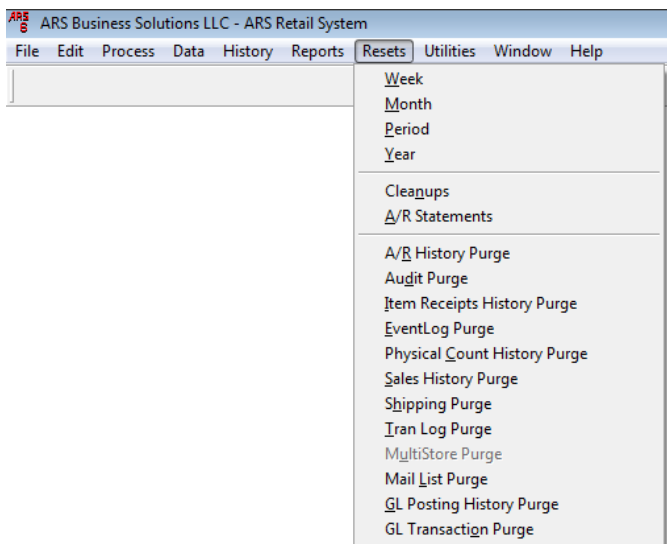 ARS
8
ARS Business Solutions LLC - ARS Retail System
File Edit Process Data History Reports Resets Utilities Window Help
Week
Month
Period
Year
Cleanups
A/R Statements
A/R History Purge
Audit Purge
Item Receipts History Purge
EventLog Purge
Physical Count History Purge
Sales History Purge
Shipping Purge
Tran Log Purge
MultiStore Purge
Mail List Purge
GL Posting History Purge
GL Transaction Purge